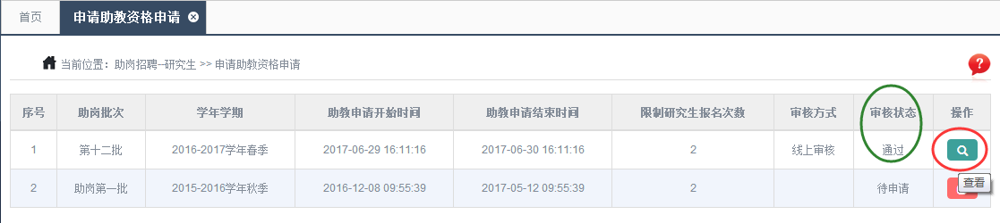 首页 申请助教资格申请
当前位置：助岗招聘--研究生 >> 申请助教资格申请 ?
序号 助岗批次 学年学期 助教申请开始时间 助教申请结束时间 限制研究生报名次数 审核方式 审核状态 操作
1 第十二批 2016-2017学年春季 2017-06-29 16:11:16 2017-06-30 16:11:16 2 线上审核 通过
2 助岗第一批 2015-2016学年秋季 2016-12-08 09:55:39 2017-05-12 09:55:39 2 待申请
查看